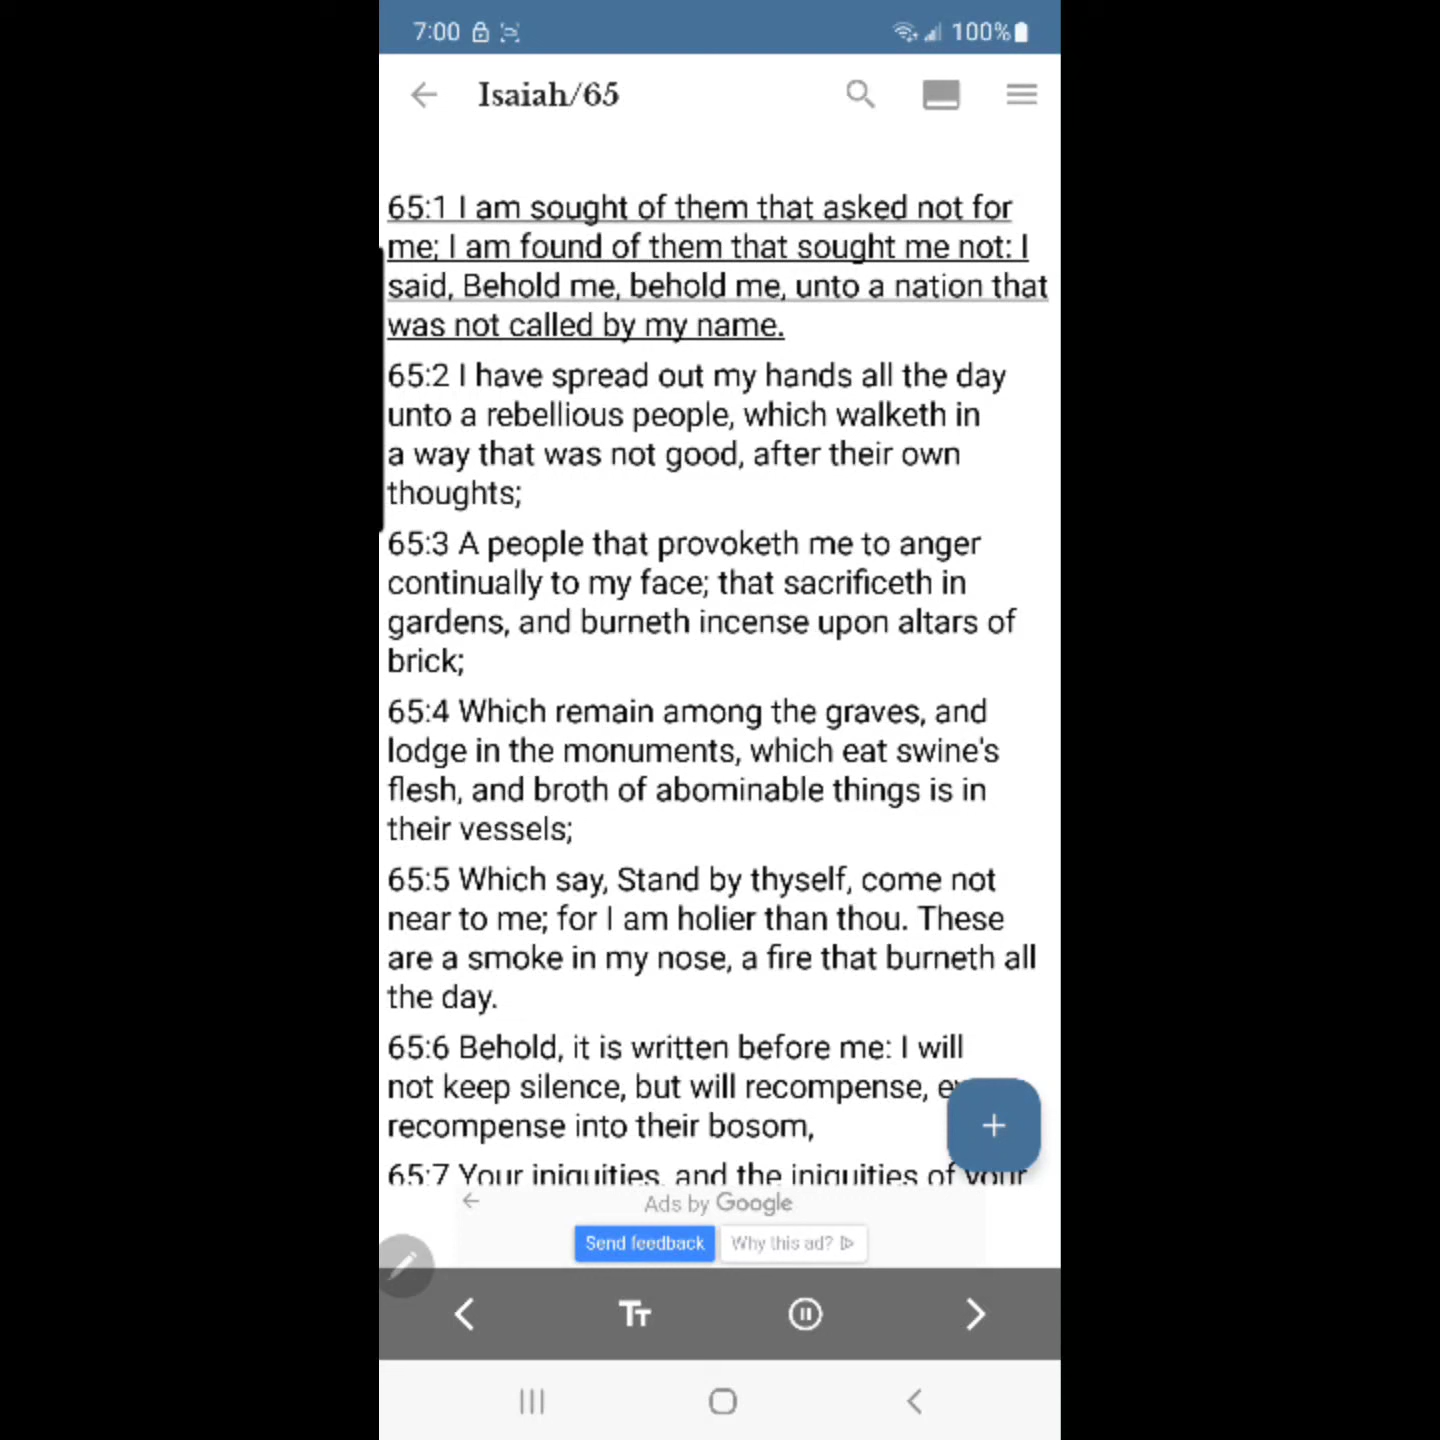 7:00 100%
Isaiah/65
65:1 I am sought of them that asked not for
me; I am found of them that sought me not: I
said, Behold me, behold me, unto a nation that
was not called by my name.
65:2 I have spread out my hands all the day
unto a rebellious people, which walketh in
a way that was not good, after their own
thoughts;
65:3 A people that provoketh me to anger
continually to my face; that sacrificeth in
gardens, and burneth incense upon altars of
brick;
65:4 Which remain among the graves, and
lodge in the monuments, which eat swine's
flesh, and broth of abominable things is in
their vessels;
65:5 Which say, Stand by thyself, come not
near to me; for I am holier than thou. These
are a smoke in my nose, a fire that burneth all
the day.
65:6 Behold, it is written before me: I will
not keep silence, but will recompense,
recompense into their bosom,
65:7 Your iniquities, and the iniquities of your
Ads by Google
Send feedback Why this ad?
TT